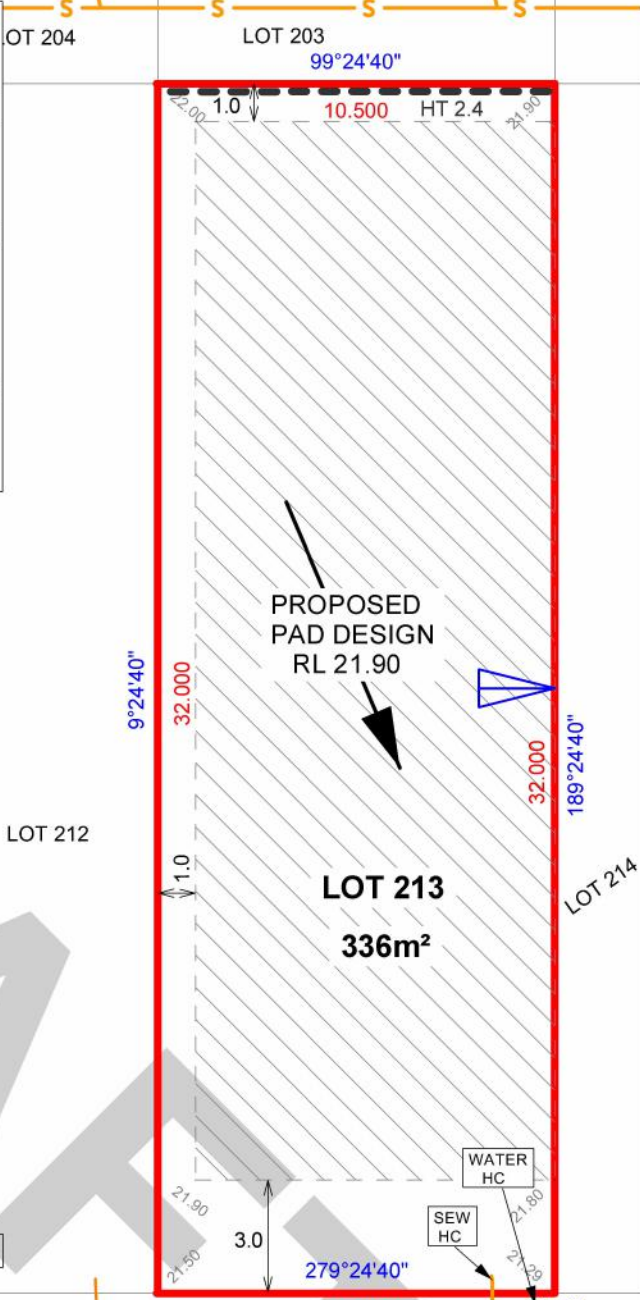 S S S S
LOT 204
LOT 203
99°24'40"
22.00
1.0
10.500
HT 2.4
21.90
PROPOSED
PAD DESIGN
RL 21.90
9°24'40"
32.000
32.000
189°24'40"
LOT 212
1.0
LOT 213
336m²
LOT 214
WATER
HC
21.90
21.80
SEW
HC
3.0
21.50
279°24'40"
21.29